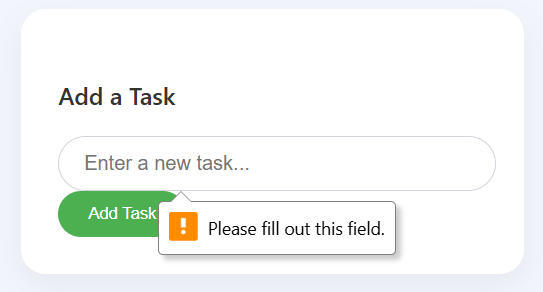 Add a Task
Enter a new task...
Add Task
Please fill out this field.